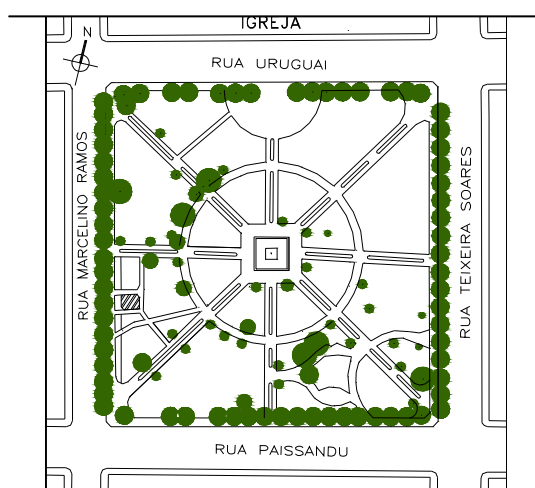 IGREJA
N
RUA URUGUAI
RUA MARCELINO RAMOS
RUA TEIXEIRA SOARES
RUA PAISSANDU